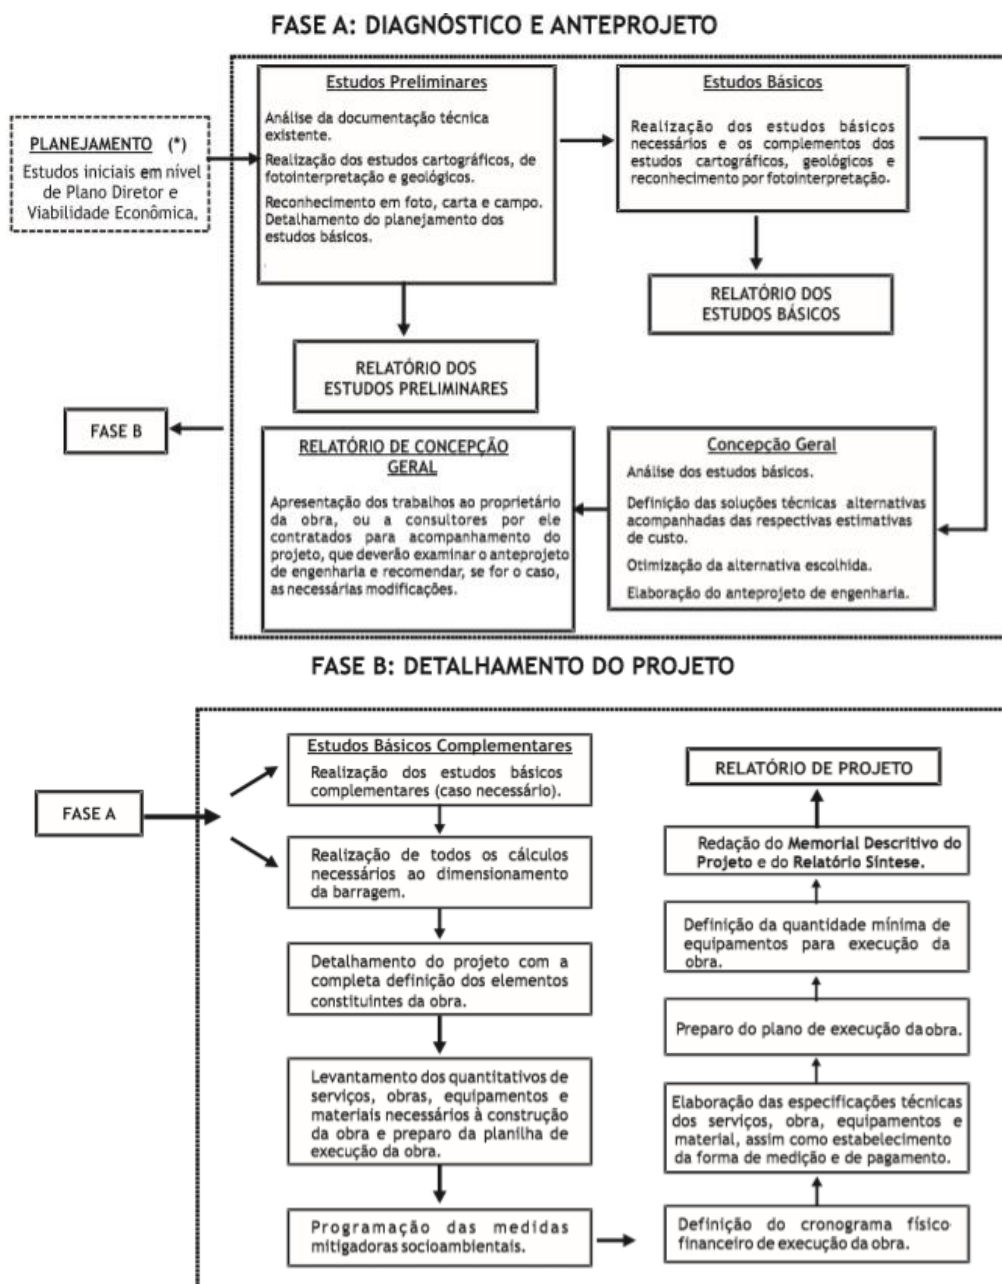 FASE A: DIAGNÓSTICO E ANTEPROJETO
PLANEJAMENTO (*)
Estudos iniciais em nível
de Plano Diretor e
Viabilidade Econômica.
Estudos Preliminares
Análise da documentação técnica
existente.
Realização dos estudos cartográficos, de
fotointerpretação e geológicos.
Reconhecimento em foto, carta e campo.
Detalhamento do planejamento dos
estudos básicos.
Estudos Básicos
Realização dos estudos básicos
necessários e os complementos dos
estudos cartográficos, geológicos e
reconhecimento por fotointerpretação.
RELATÓRIO DOS
ESTUDOS BÁSICOS
RELATÓRIO DOS
ESTUDOS PRELIMINARES
FASE B
RELATÓRIO DE CONCEPÇÃO
GERAL
Apresentação dos trabalhos ao proprietário
da obra, ou a consultores por ele
contratados para acompanhamento do
projeto, que deverão examinar o anteprojeto
de engenharia e recomendar, se for o caso,
as necessárias modificações.
Concepção Geral
Análise dos estudos básicos.
Definição das soluções técnicas alternativas
acompanhadas das respectivas estimativas
de custo.
Otimização da alternativa escolhida.
Elaboração do anteprojeto de engenharia.
FASE B: DETALHAMENTO DO PROJETO
FASE A
Estudos Básicos Complementares
Realização dos estudos básicos
complementares (caso necessário).
Realização de todos os cálculos
necessários ao dimensionamento
da barragem.
Detalhamento do projeto com a
completa definição dos elementos
constituintes da obra.
Levantamento dos quantitativos de
serviços, obras, equipamentos e
materiais necessários à construção
da obra e preparo da planilha de
execução da obra.
Programação das medidas
mitigadoras socioambientais.
RELATÓRIO DE PROJETO
Redação do Memorial Descritivo do
Projeto e do Relatório Síntese.
Definição da quantidade mínima de
equipamentos para execução da
obra.
Preparo do plano de execução da obra.
Elaboração das especificações técnicas
dos serviços, obra, equipamentos e
material, assim como estabelecimento
da forma de medição e de pagamento.
Definição do cronograma físico
financeiro de execução da obra.